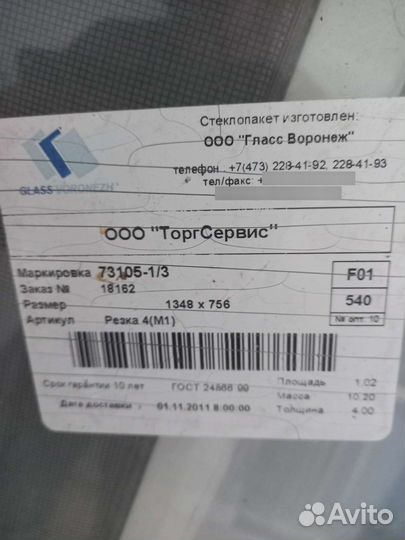 Стеклопакет изготовлен:
ООО "Гласс Воронеж"
телефон . +7(473) 228-41-92, 228-41-93
тел/факс: +
GLASS VORONEZH
ООО "ТоргСервис"
Маркировка 73105-1/3 F01
Заказ № 18162
Размер 1348 x 756 540
Артикул Резка 4(М1) № опт. 10
Срок гарантии 10 лет ГОСТ 24866 99 Площадь 1.02
Масса 10.20
Дата доставки 01.11.2011 8:00:00 Толщина 4.00
Avito